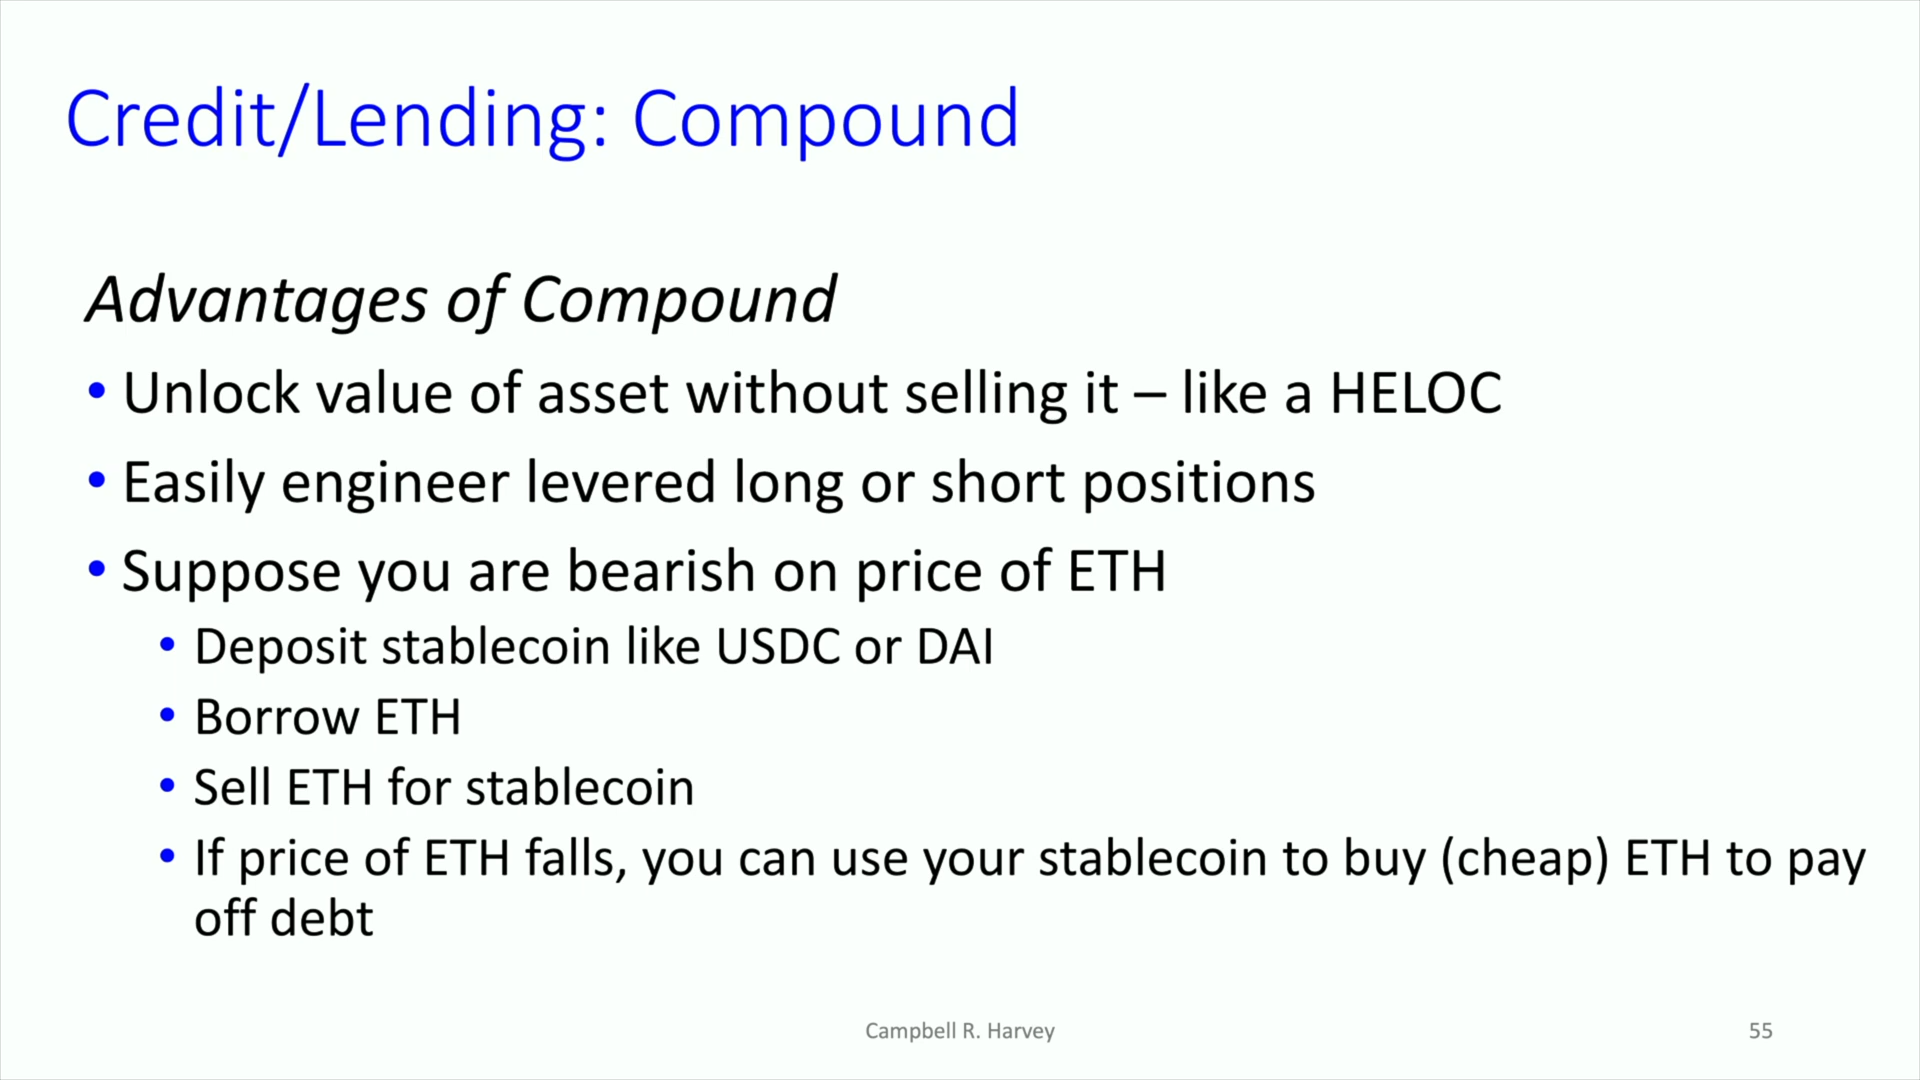 Credit/Lending: Compound
Advantages of Compound
• Unlock value of asset without selling it – like a HELOC
• Easily engineer levered long or short positions
• Suppose you are bearish on price of ETH
• Deposit stablecoin like USDC or DAI
• Borrow ETH
• Sell ETH for stablecoin
• If price of ETH falls, you can use your stablecoin to buy (cheap) ETH to pay
off debt
Campbell R. Harvey
55